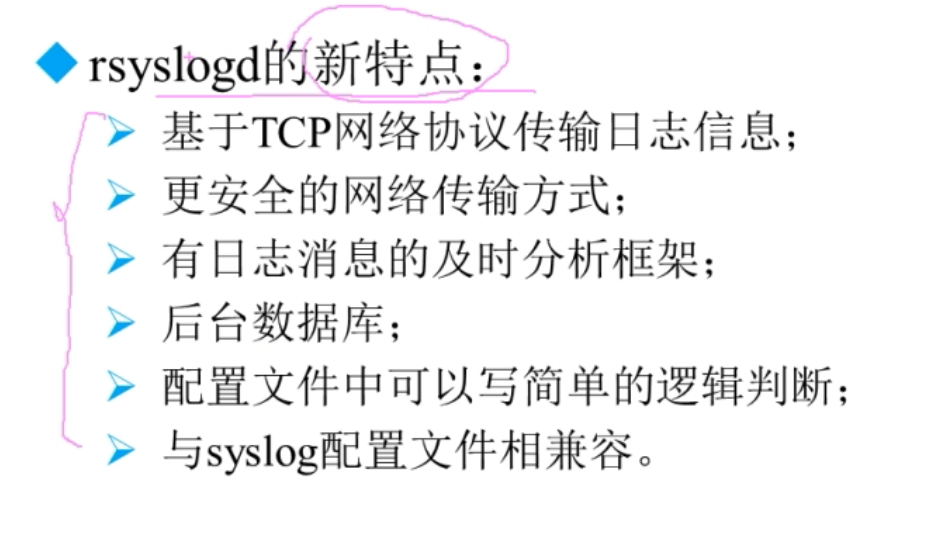 rsyslogd的新特点：
基于TCP网络协议传输日志信息；
更安全的网络传输方式；
有日志消息的及时分析框架；
后台数据库；
配置文件中可以写简单的逻辑判断；
与syslog配置文件相兼容。